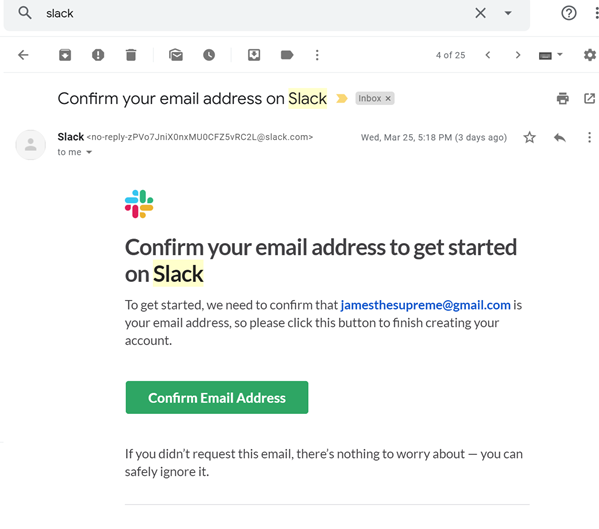 slack
4 of 25
Confirm your email address on Slack
Inbox ×
Slack <no-reply-zPVo7JniX0nxMU0CFZ5vRC2L@slack.com>
Wed, Mar 25, 5:18 PM (3 days ago)
to me
Confirm your email address to get started
on Slack
To get started, we need to confirm that jamesthesupreme@gmail.com is
your email address, so please click this button to finish creating your
account.
Confirm Email Address
If you didn’t request this email, there’s nothing to worry about — you can
safely ignore it.